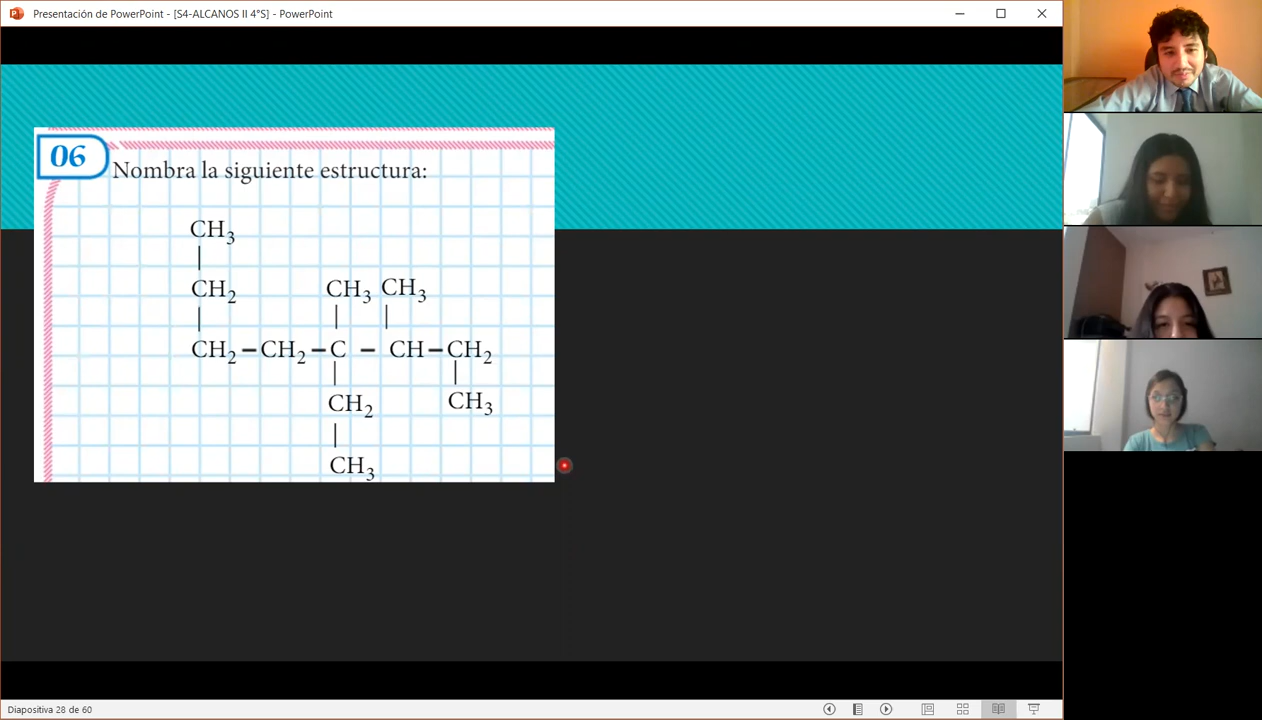 Presentación de PowerPoint - [S4-ALCANOS II 4°S] - PowerPoint
06 Nombra la siguiente estructura:
CH₃
|
CH₂ CH₃ CH₃
| | |
CH₂–CH₂–C – CH–CH₂
| |
CH₂ CH₃
|
CH₃
Diapositiva 28 de 60